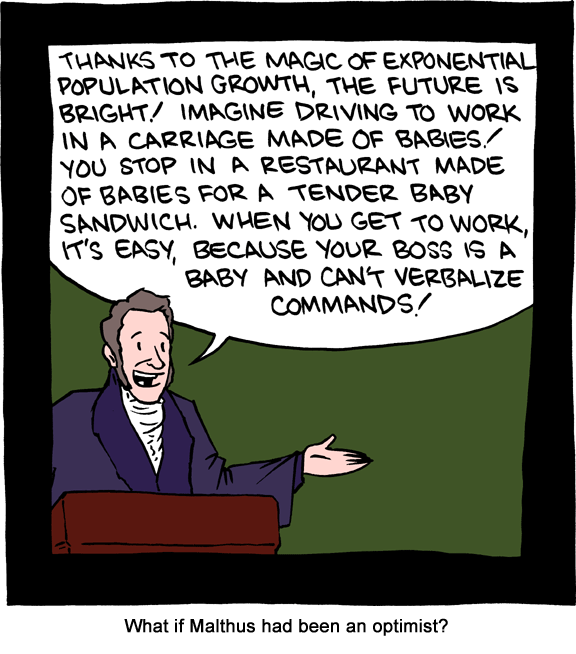 THANKS TO THE MAGIC OF EXPONENTIAL
POPULATION GROWTH, THE FUTURE IS
BRIGHT! IMAGINE DRIVING TO WORK
IN A CARRIAGE MADE OF BABIES!
YOU STOP IN A RESTAURANT MADE
OF BABIES FOR A TENDER BABY
SANDWICH. WHEN YOU GET TO WORK,
IT'S EASY, BECAUSE YOUR BOSS IS A
BABY AND CAN'T VERBALIZE
COMMANDS!
What if Malthus had been an optimist?